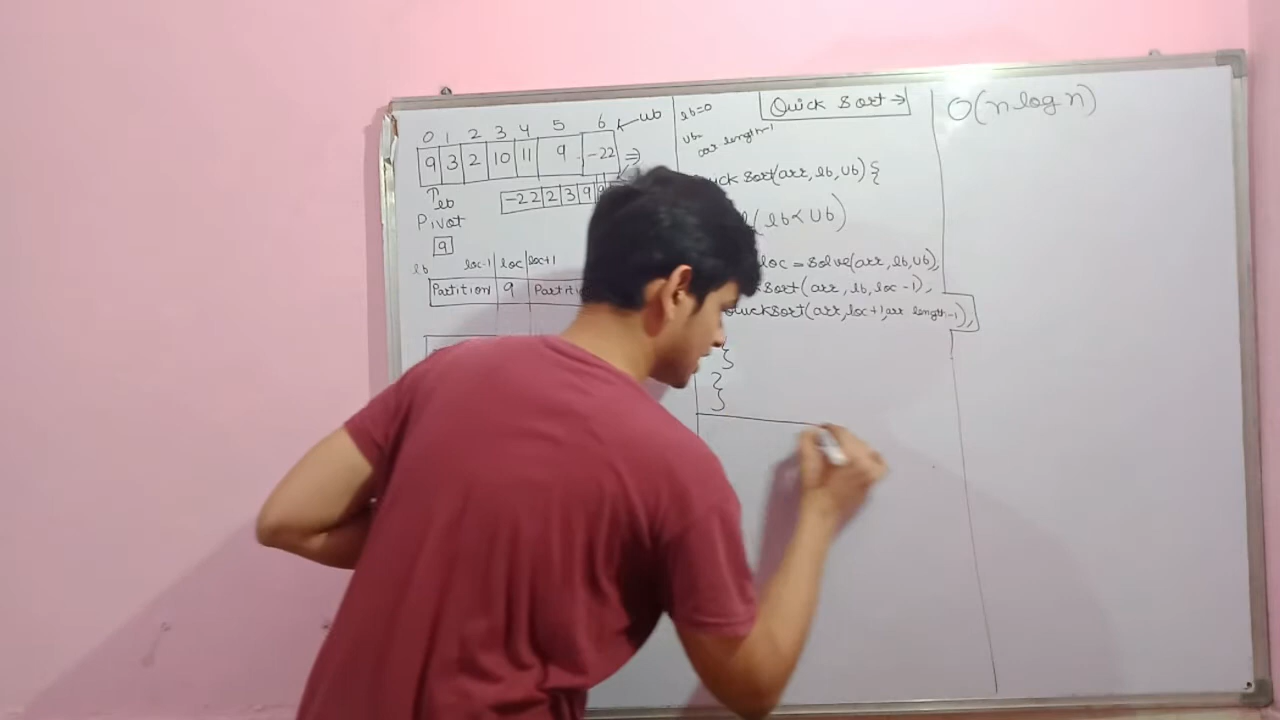 0 1 2 3 4 5 6 ub
9 3 2 10 11 9 -22 ⇒
↑lb
-22 2 3 9
Pivot
9
lb loc-1 loc loc+1
Partition 9
lb=0
ub=
arr length-1
Quick Sort→
Sort(arr, lb, ub) {
( lb < ub)
loc = Solve(arr, lb, ub),
Sort( arr, lb, loc-1),
QuickSort(arr, loc+1, arr length-1),
}
}
}
O(n log n)